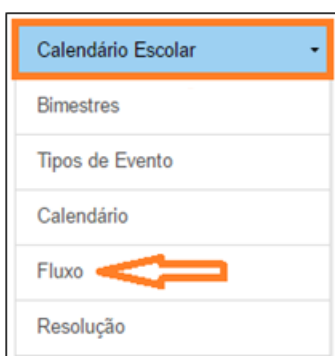 Calendário Escolar
Bimestres
Tipos de Evento
Calendário
Fluxo
Resolução